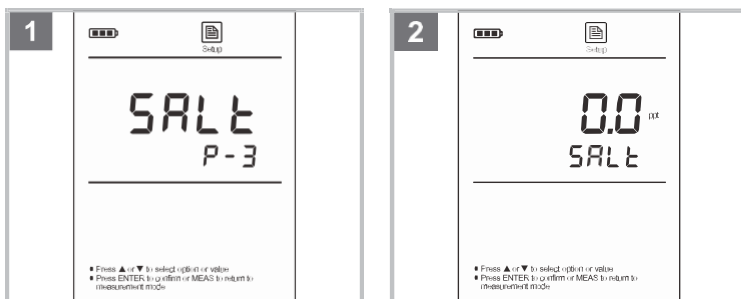 1
Setup
SALt
P-3
■ Press ▲ or ▼ to select option or value
■ Press ENTER to confirm or MEAS to return to
measurement mode
2
Setup
0.0 ppt
SALt
■ Press ▲ or ▼ to select option or value
■ Press ENTER to confirm or MEAS to return to
measurement mode